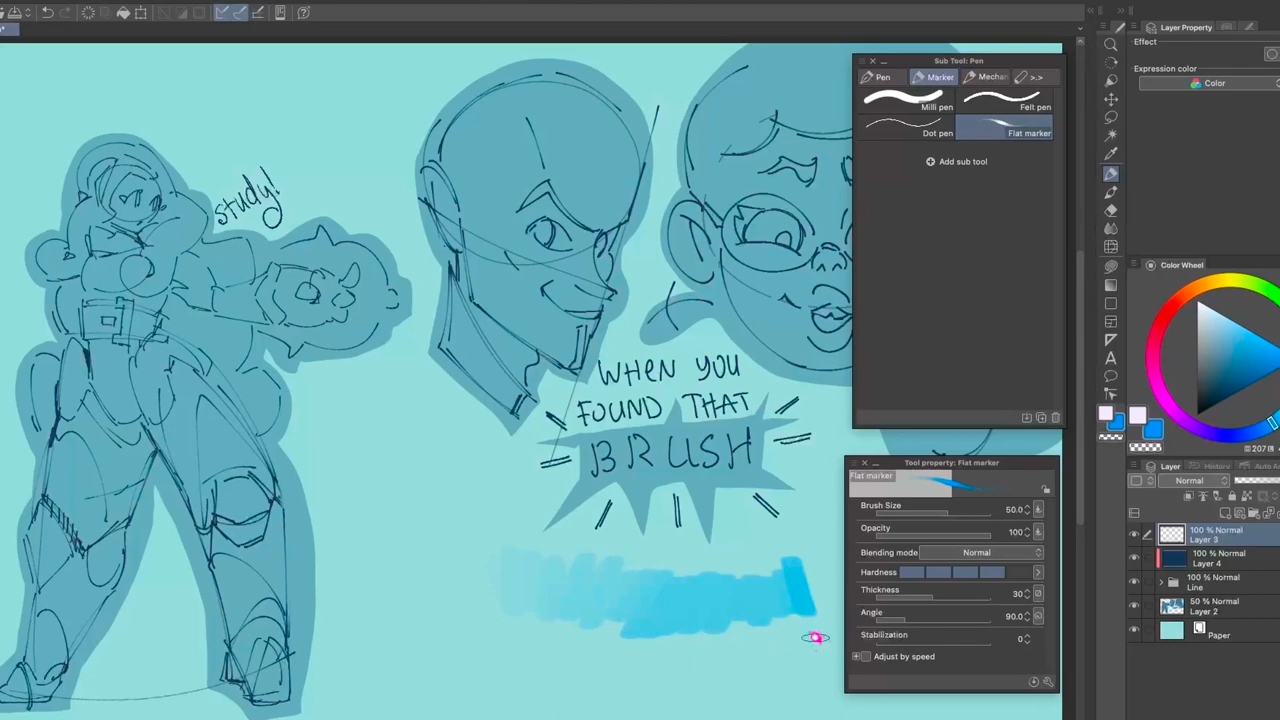 Layer Property
Effect
Expression color
Color
Sub Tool: Pen
Pen
Marker
Mechan
>.>
Milli pen
Felt pen
Dot pen
Flat marker
Add sub tool
study!
WHEN YOU
FOUND THAT
BRUSH
Color Wheel
207
Tool property: Flat marker
Flat marker
Brush Size 50.0
Opacity 100
Blending mode Normal
Hardness
Thickness 30
Angle 90.0
Stabilization 0
Adjust by speed
Layer
History
Normal
100 % Normal
Layer 3
100 % Normal
Layer 4
100 % Normal
Line
50 % Normal
Layer 2
Paper